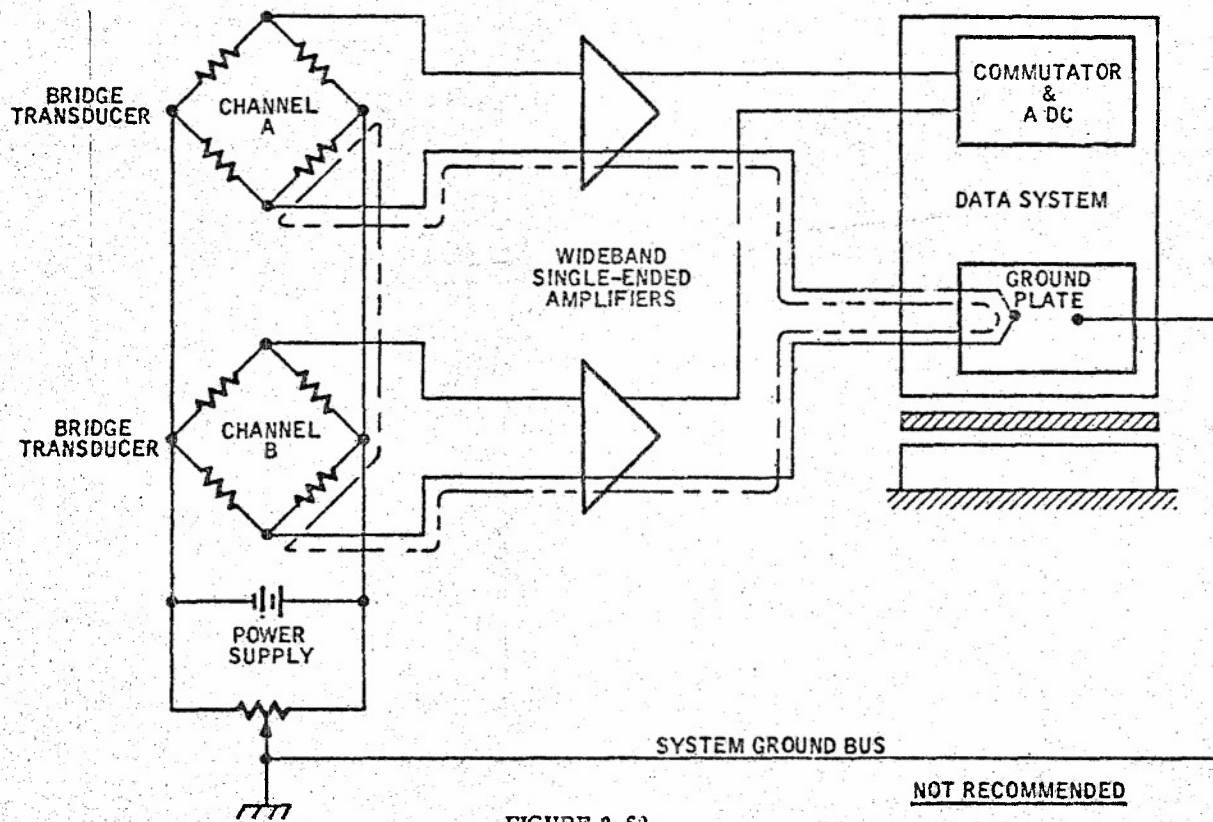 BRIDGE
TRANSDUCER
CHANNEL
A
COMMUTATOR
&
ADC
DATA SYSTEM
WIDEBAND
SINGLE-ENDED
AMPLIFIERS
GROUND
PLATE
BRIDGE
TRANSDUCER
CHANNEL
B
POWER
SUPPLY
SYSTEM GROUND BUS
NOT RECOMMENDED